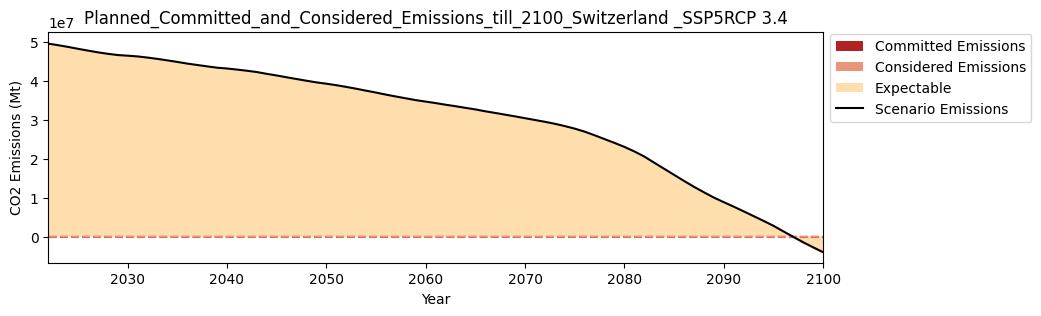 Planned_Committed_and_Considered_Emissions_till_2100_Switzerland _SSP5RCP 3.4
1e7
5
4
3
2
1
0
CO2 Emissions (Mt)
2030 2040 2050 2060 2070 2080 2090 2100
Year
Committed Emissions
Considered Emissions
Expectable
Scenario Emissions